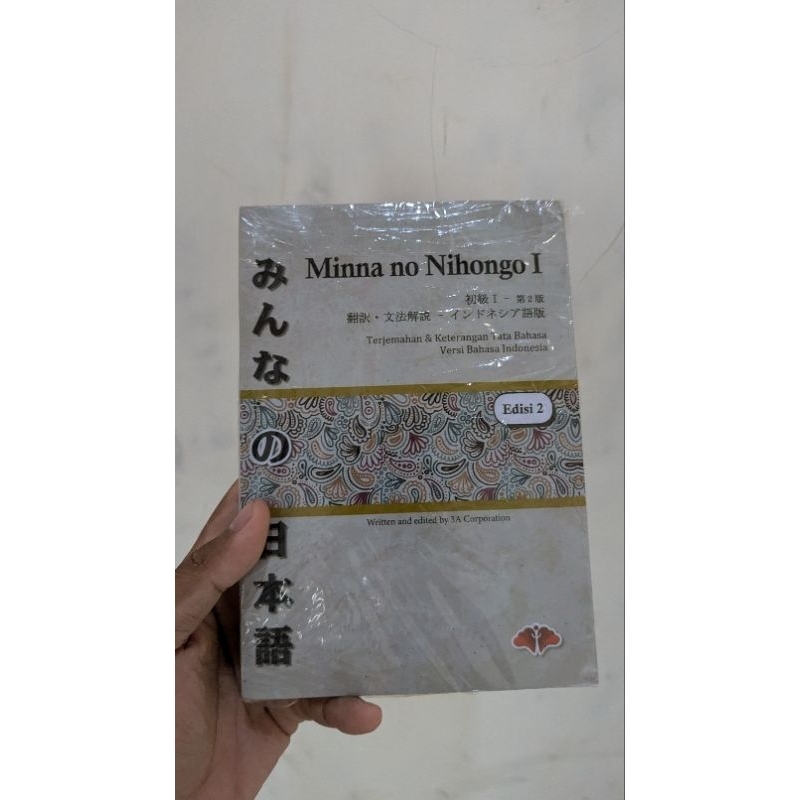 みんなの日本語
Minna no Nihongo I
初級 I - 第2版
翻訳・文法解説 - インドネシア語版
Terjemahan & Keterangan Tata Bahasa
Versi Bahasa Indonesia
Edisi 2
Written and edited by 3A Corporation